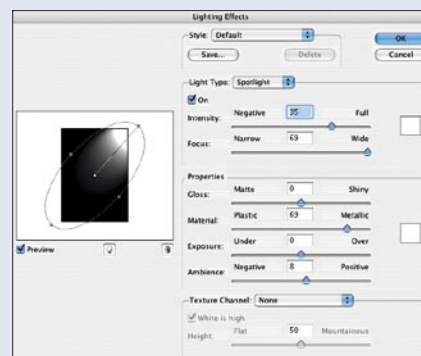 Lighting Effects
Style: Default
OK
Save... Delete
Cancel
Light Type: Spotlight
On
Intensity: Negative 35 Full
Focus: Narrow 69 Wide
Properties
Gloss: Matte 0 Shiny
Material: Plastic 69 Metallic
Exposure: Under 0 Over
Ambience: Negative 8 Positive
Preview
Texture Channel: None
White is high
Height: Flat 50 Mountainous